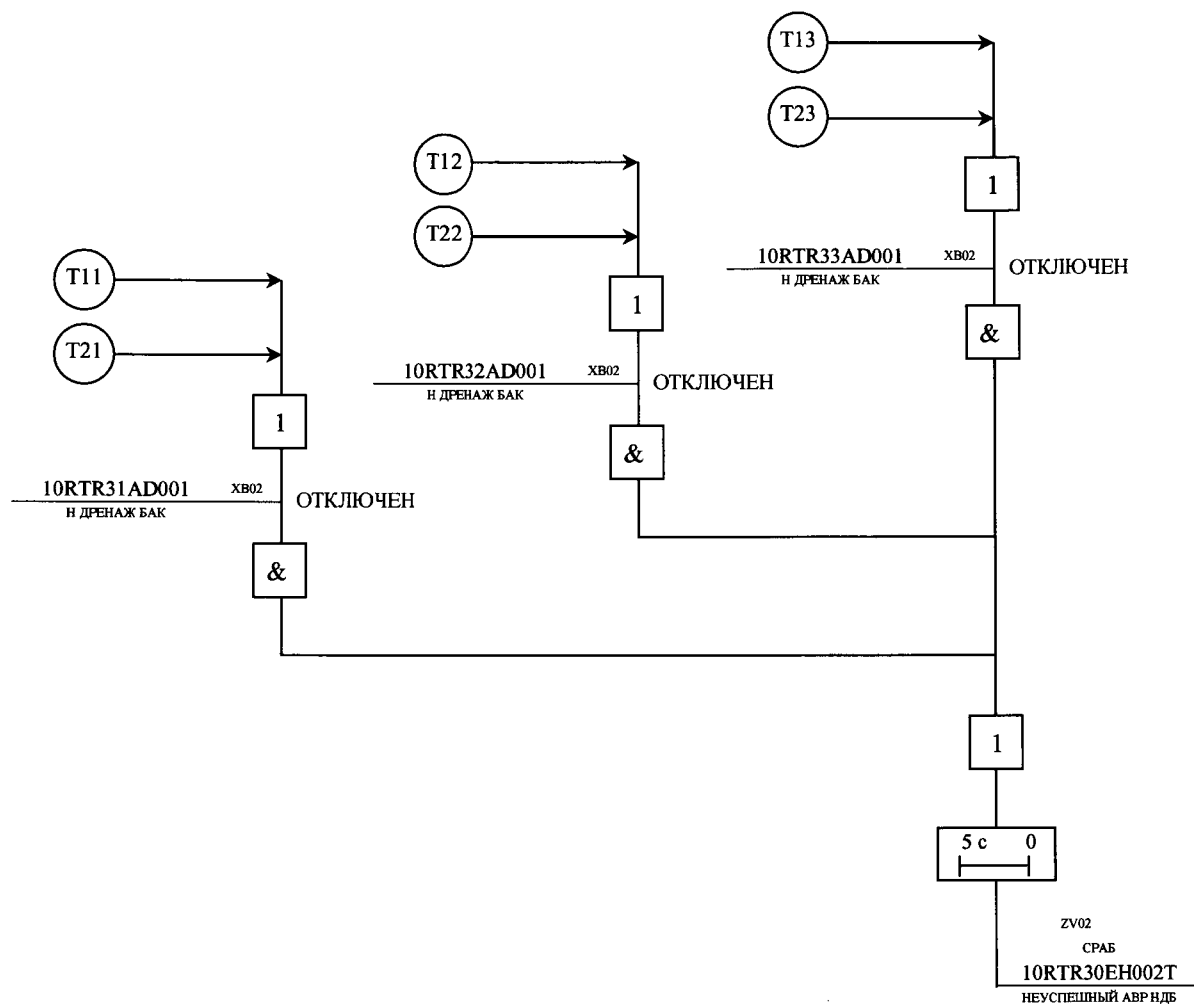 T13
T23
1
10RTR33AD001 XB02 ОТКЛЮЧЕН
Н ДРЕНАЖ БАК
&
T12
T22
1
10RTR32AD001 XB02 ОТКЛЮЧЕН
Н ДРЕНАЖ БАК
&
T11
T21
1
10RTR31AD001 XB02 ОТКЛЮЧЕН
Н ДРЕНАЖ БАК
&
1
5 с 0
ZV02
СРАБ
10RTR30EH002T
НЕУСПЕШНЫЙ АВР НДБ